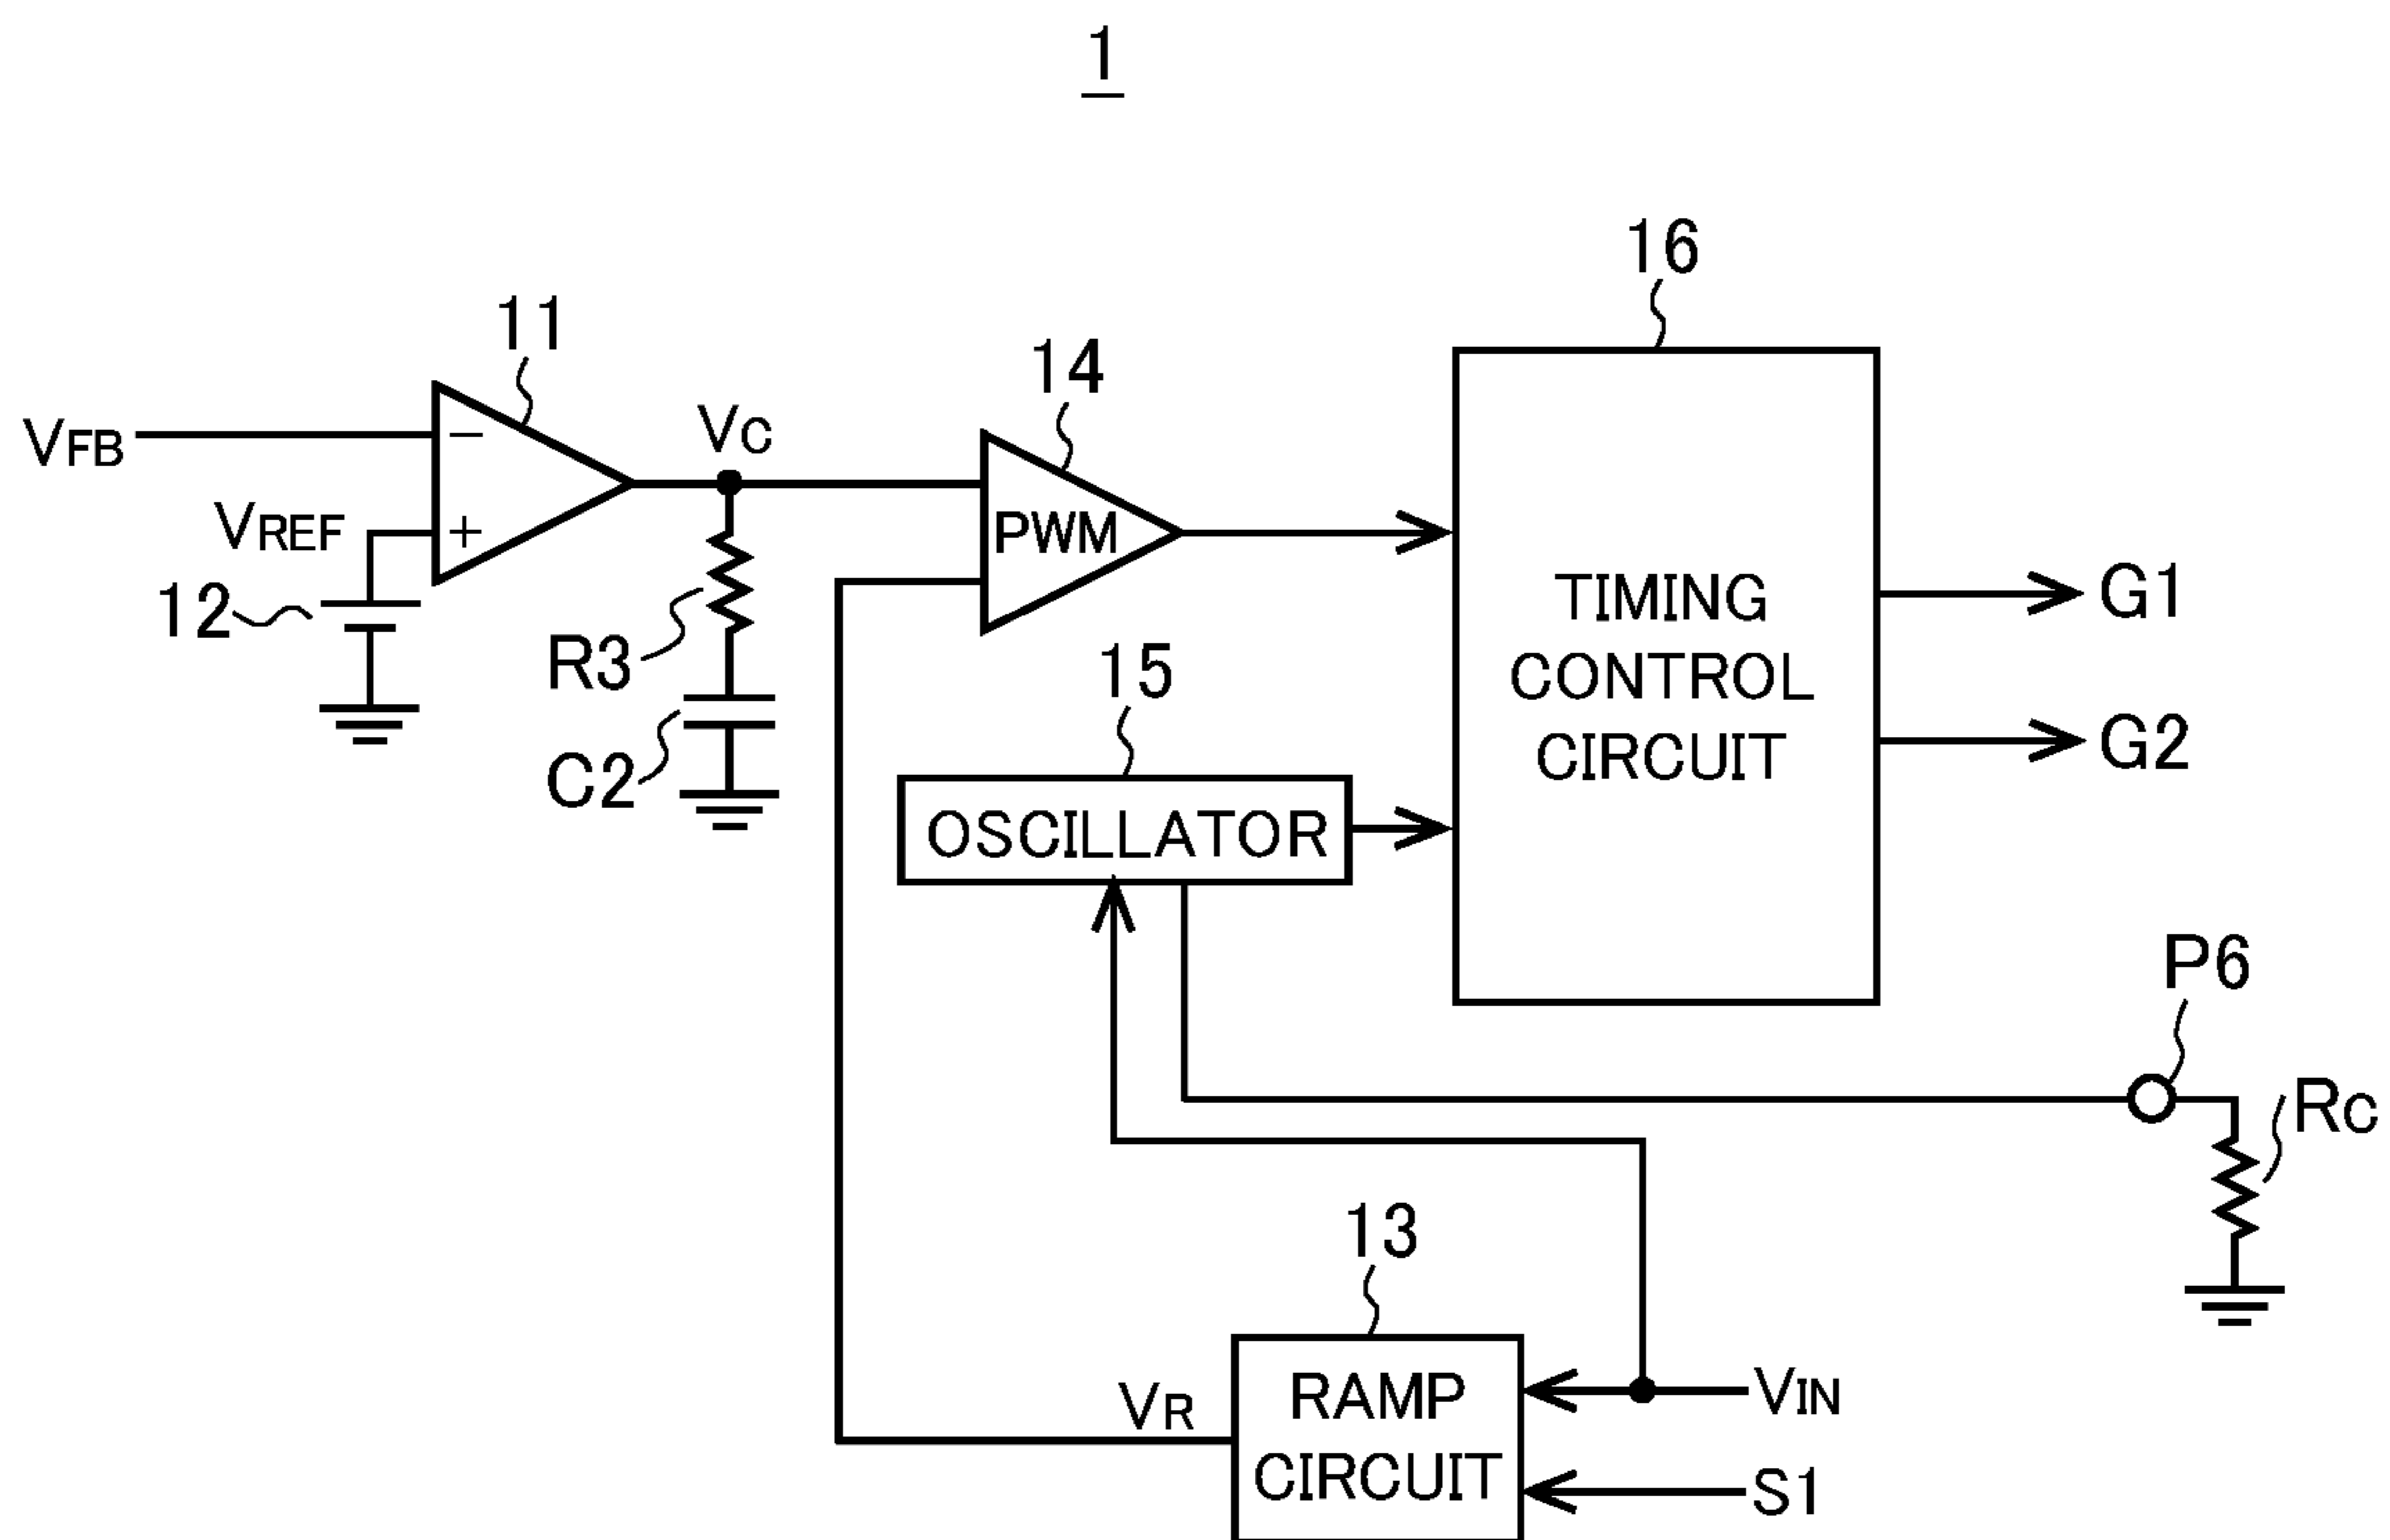 1
16
11
14
VFB
VC
−
PWM
VREF
+
12
TIMING
CONTROL
CIRCUIT
G1
R3
15
G2
C2
OSCILLATOR
P6
RC
13
VR
RAMP
CIRCUIT
VIN
S1